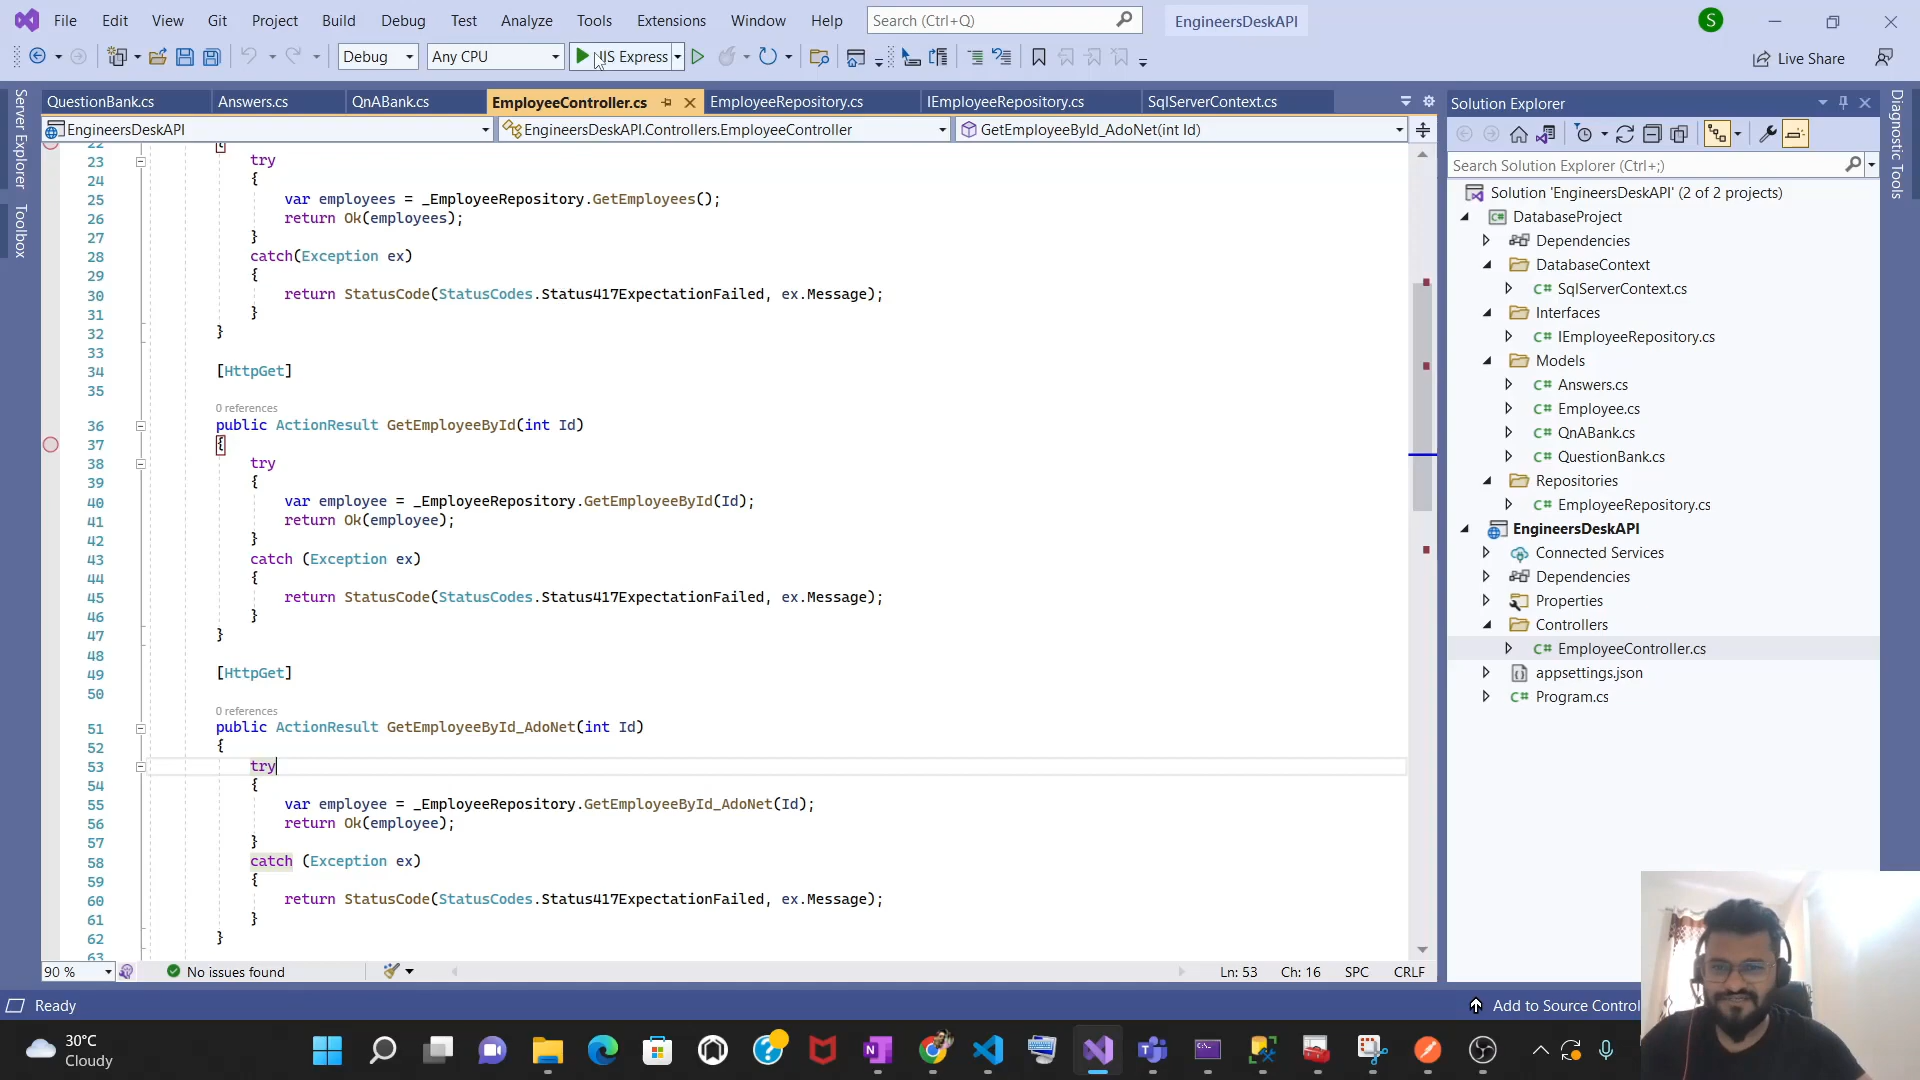 File Edit View Git Project Build Debug Test Analyze Tools Extensions Window Help Search (Ctrl+Q) EngineersDeskAPI S
Debug Any CPU IIS Express Live Share
QuestionBank.cs Answers.cs QnABank.cs EmployeeController.cs EmployeeRepository.cs IEmployeeRepository.cs SqlServerContext.cs
EngineersDeskAPI EngineersDeskAPI.Controllers.EmployeeController GetEmployeeById_AdoNet(int Id)
Server Explorer
Toolbox
22 {
23 try
24 {
25 var employees = _EmployeeRepository.GetEmployees();
26 return Ok(employees);
27 }
28 catch(Exception ex)
29 {
30 return StatusCode(StatusCodes.Status417ExpectationFailed, ex.Message);
31 }
32 }
33
34 [HttpGet]
35
0 references
36 public ActionResult GetEmployeeById(int Id)
37 {
38 try
39 {
40 var employee = _EmployeeRepository.GetEmployeeById(Id);
41 return Ok(employee);
42 }
43 catch (Exception ex)
44 {
45 return StatusCode(StatusCodes.Status417ExpectationFailed, ex.Message);
46 }
47 }
48
49 [HttpGet]
50
0 references
51 public ActionResult GetEmployeeById_AdoNet(int Id)
52 {
53 try
54 {
55 var employee = _EmployeeRepository.GetEmployeeById_AdoNet(Id);
56 return Ok(employee);
57 }
58 catch (Exception ex)
59 {
60 return StatusCode(StatusCodes.Status417ExpectationFailed, ex.Message);
61 }
62 }
63
90 % No issues found Ln: 53 Ch: 16 SPC CRLF
Solution Explorer
Search Solution Explorer (Ctrl+;)
Solution 'EngineersDeskAPI' (2 of 2 projects)
C# DatabaseProject
Dependencies
DatabaseContext
C# SqlServerContext.cs
Interfaces
C# IEmployeeRepository.cs
Models
C# Answers.cs
C# Employee.cs
C# QnABank.cs
C# QuestionBank.cs
Repositories
C# EmployeeRepository.cs
EngineersDeskAPI
Connected Services
Dependencies
Properties
Controllers
C# EmployeeController.cs
appsettings.json
C# Program.cs
Diagnostic Tools
Ready Add to Source Control
30°C
Cloudy